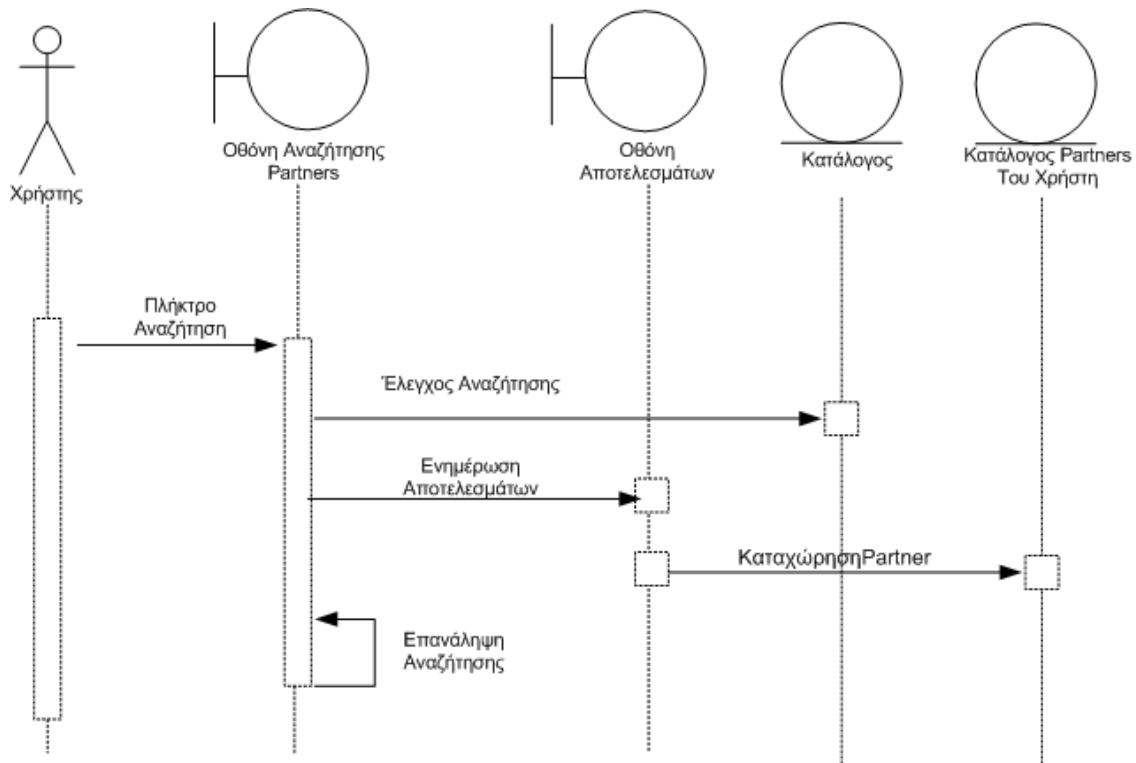 Χρήστης
Οθόνη Αναζήτησης
Partners
Οθόνη
Αποτελεσμάτων
Κατάλογος
Κατάλογος Partners
Του Χρήστη
Πλήκτρο
Αναζήτηση
Έλεγχος Αναζήτησης
Ενημέρωση
Αποτελεσμάτων
ΚαταχώρησηPartner
Επανάληψη
Αναζήτησης